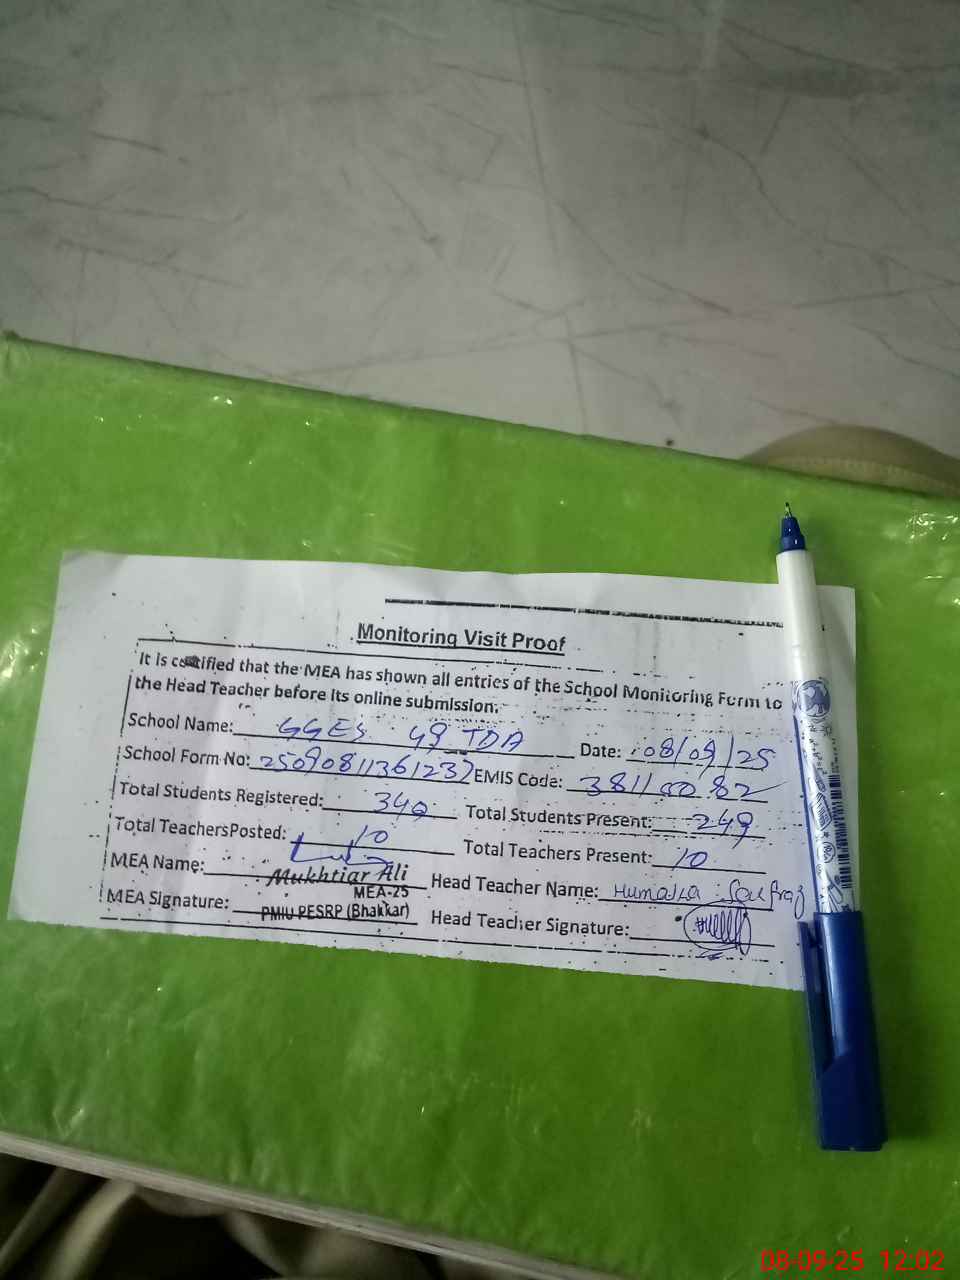 Monitoring Visit Proof
It is certified that the MEA has shown all entries of the School Monitoring Form to
the Head Teacher before its online submission.
School Name: GGES 49 TDA Date: 08/09/25
School Form No: 25090811361237 EMIS Code: 38110082
Total Students Registered: 340 Total Students Present: 249
Total Teachers Posted: 10 Total Teachers Present: 10
MEA Name: Mukhtiar Ali Head Teacher Name: Humaira Sarfraz
MEA-25
MEA Signature: PMIU PESRP (Bhakkar) Head Teacher Signature:
08-09-25 12:02